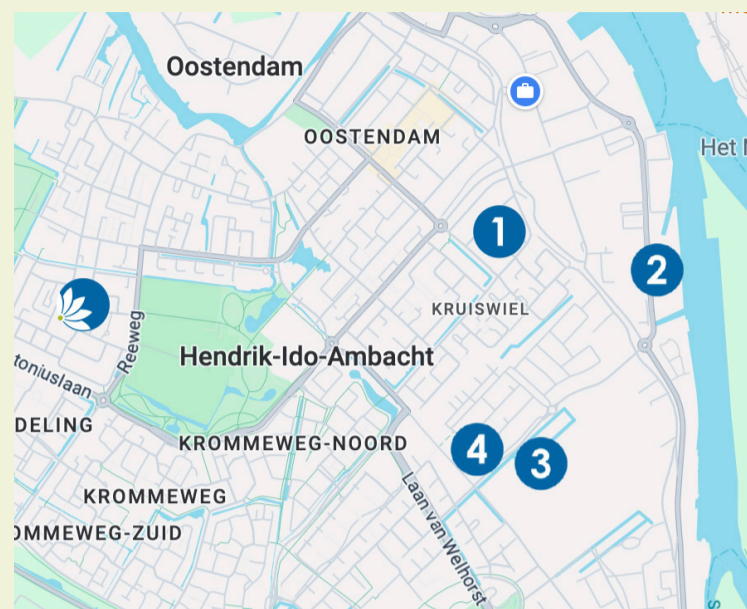 Oostendam
OOSTENDAM
Het
1
2
KRUISWIEL
Reeweg
Hendrik-Ido-Ambacht
toniuslaan
DELING
KROMMEWEG-NOORD
4
3
KROMMEWEG
OMMEWEG-ZUID
Laan van Welhorst